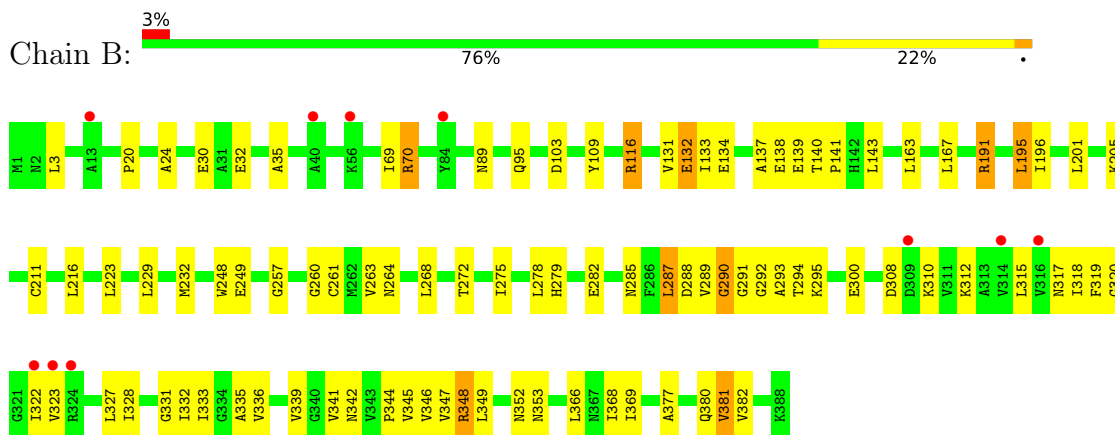 3%
Chain B:
76% 22% •
M1 N2 L3 A13 P20 A24 E30 A31 E32 A35 A40 K56 I69 R70 Y84 N89 Q95 D103 Y109 R116 V131 E132 I133 E134 A137 E138 E139 T140 P141 H142 L143 L163 L167 R191 L195 I196 L201
C211 L216 L223 L229 M232 W248 E249 G257 G260 C261 M262 V263 N264 L268 T272 I275 L278 H279 E282 N285 F286 L287 D288 V289 G290 G291 G292 A293 T294 K295 E300 D308 D309 K310 V311 K312 A313 V314 L315 V316 N317 I318 F319
G321 I322 V323 R324 L327 I328 G331 I332 I333 G334 A335 V336 V339 G340 V341 N342 V343 P344 V345 V346 V347 R348 L349 N352 N353 L366 N367 I368 I369 A377 Q380 V381 V382 K388